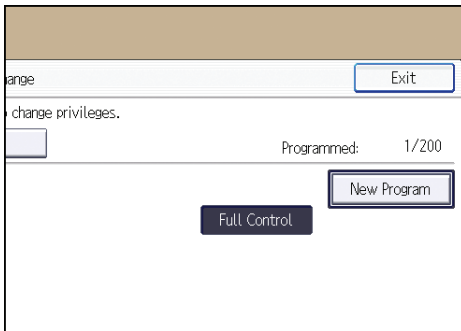 ange Exit
change privileges.
Programmed: 1/200
New Program
Full Control